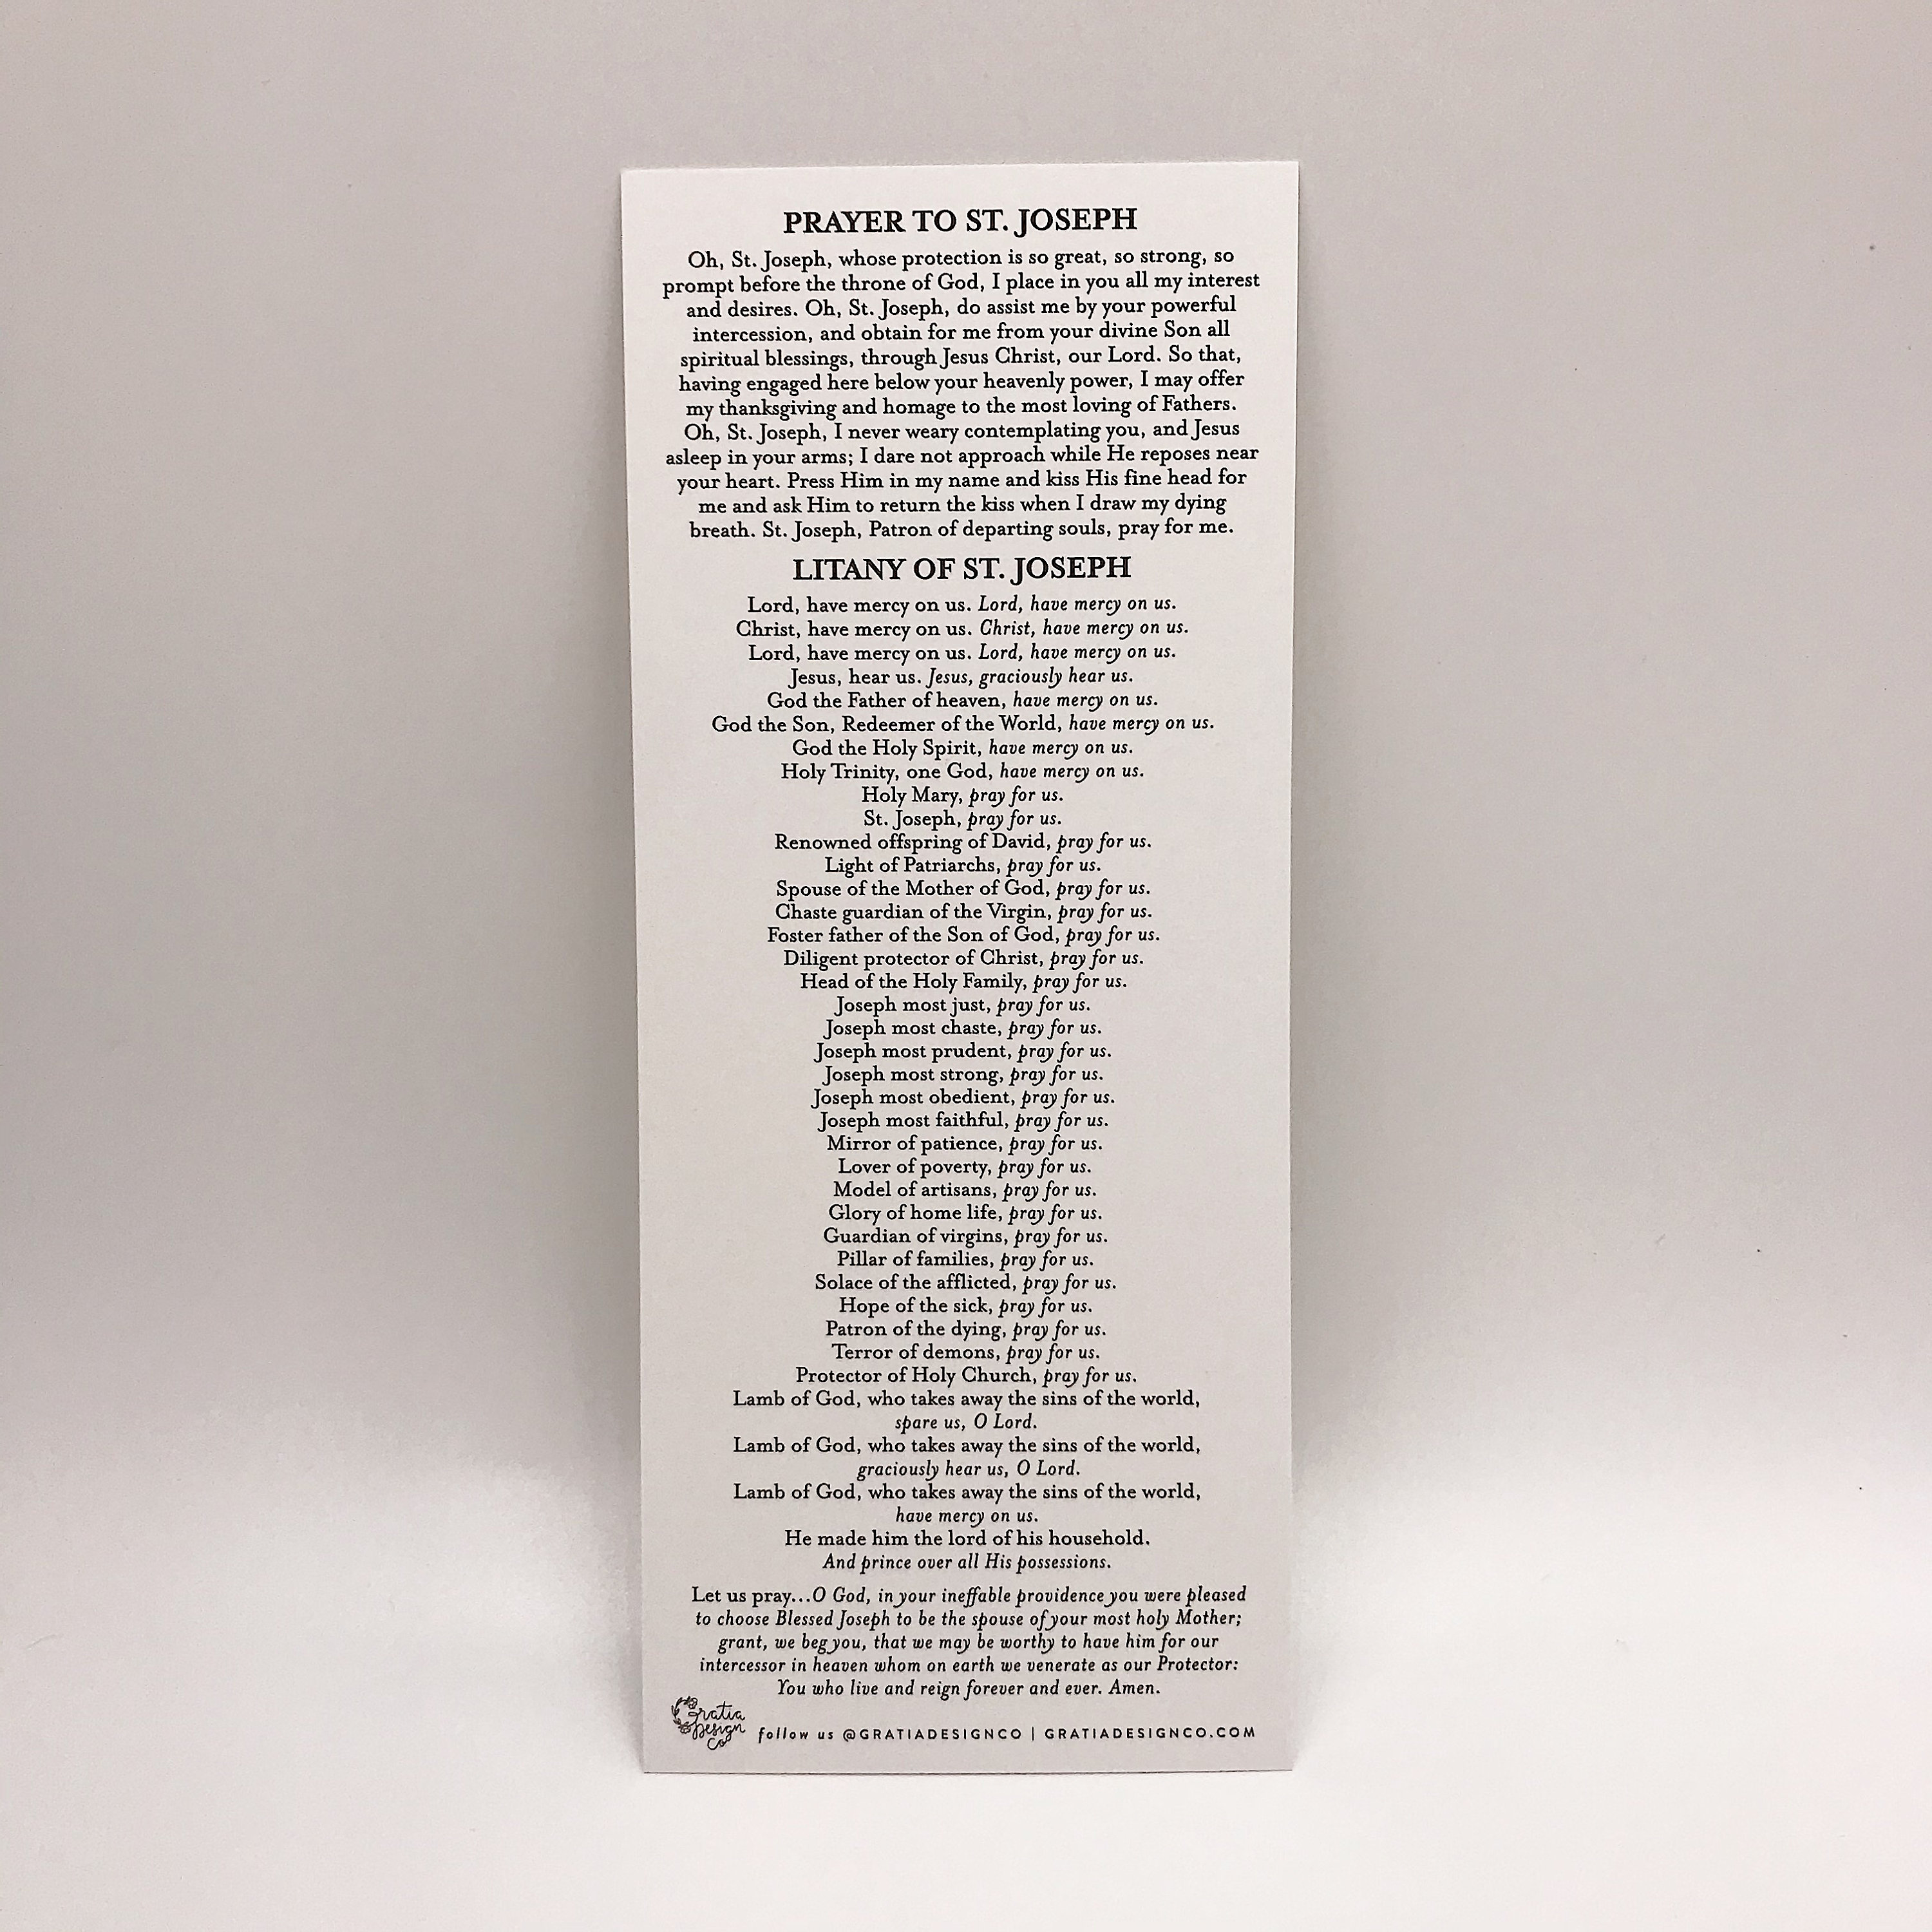 PRAYER TO ST. JOSEPH
Oh, St. Joseph, whose protection is so great, so strong, so
prompt before the throne of God, I place in you all my interest
and desires. Oh, St. Joseph, do assist me by your powerful
intercession, and obtain for me from your divine Son all
spiritual blessings, through Jesus Christ, our Lord. So that,
having engaged here below your heavenly power, I may offer
my thanksgiving and homage to the most loving of Fathers.
Oh, St. Joseph, I never weary contemplating you, and Jesus
asleep in your arms; I dare not approach while He reposes near
your heart. Press Him in my name and kiss His fine head for
me and ask Him to return the kiss when I draw my dying
breath. St. Joseph, Patron of departing souls, pray for me.
LITANY OF ST. JOSEPH
Lord, have mercy on us. Lord, have mercy on us.
Christ, have mercy on us. Christ, have mercy on us.
Lord, have mercy on us. Lord, have mercy on us.
Jesus, hear us. Jesus, graciously hear us.
God the Father of heaven, have mercy on us.
God the Son, Redeemer of the World, have mercy on us.
God the Holy Spirit, have mercy on us.
Holy Trinity, one God, have mercy on us.
Holy Mary, pray for us.
St. Joseph, pray for us.
Renowned offspring of David, pray for us.
Light of Patriarchs, pray for us.
Spouse of the Mother of God, pray for us.
Chaste guardian of the Virgin, pray for us.
Foster father of the Son of God, pray for us.
Diligent protector of Christ, pray for us.
Head of the Holy Family, pray for us.
Joseph most just, pray for us.
Joseph most chaste, pray for us.
Joseph most prudent, pray for us.
Joseph most strong, pray for us.
Joseph most obedient, pray for us.
Joseph most faithful, pray for us.
Mirror of patience, pray for us.
Lover of poverty, pray for us.
Model of artisans, pray for us.
Glory of home life, pray for us.
Guardian of virgins, pray for us.
Pillar of families, pray for us.
Solace of the afflicted, pray for us.
Hope of the sick, pray for us.
Patron of the dying, pray for us.
Terror of demons, pray for us.
Protector of Holy Church, pray for us.
Lamb of God, who takes away the sins of the world,
spare us, O Lord.
Lamb of God, who takes away the sins of the world,
graciously hear us, O Lord.
Lamb of God, who takes away the sins of the world,
have mercy on us.
He made him the lord of his household.
And prince over all His possessions.
Let us pray...O God, in your ineffable providence you were pleased
to choose Blessed Joseph to be the spouse of your most holy Mother;
grant, we beg you, that we may be worthy to have him for our
intercessor in heaven whom on earth we venerate as our Protector:
You who live and reign forever and ever. Amen.
Gratia
Design
Co
follow us @GRATIADESIGNCO | GRATIADESIGNCO.COM